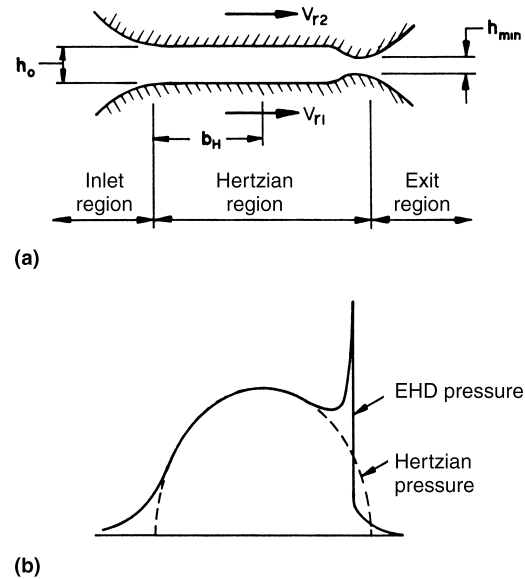 V_r2
h_min
h_o
V_r1
b_H
Inlet
region
Hertzian
region
Exit
region
(a)
EHD pressure
Hertzian
pressure
(b)